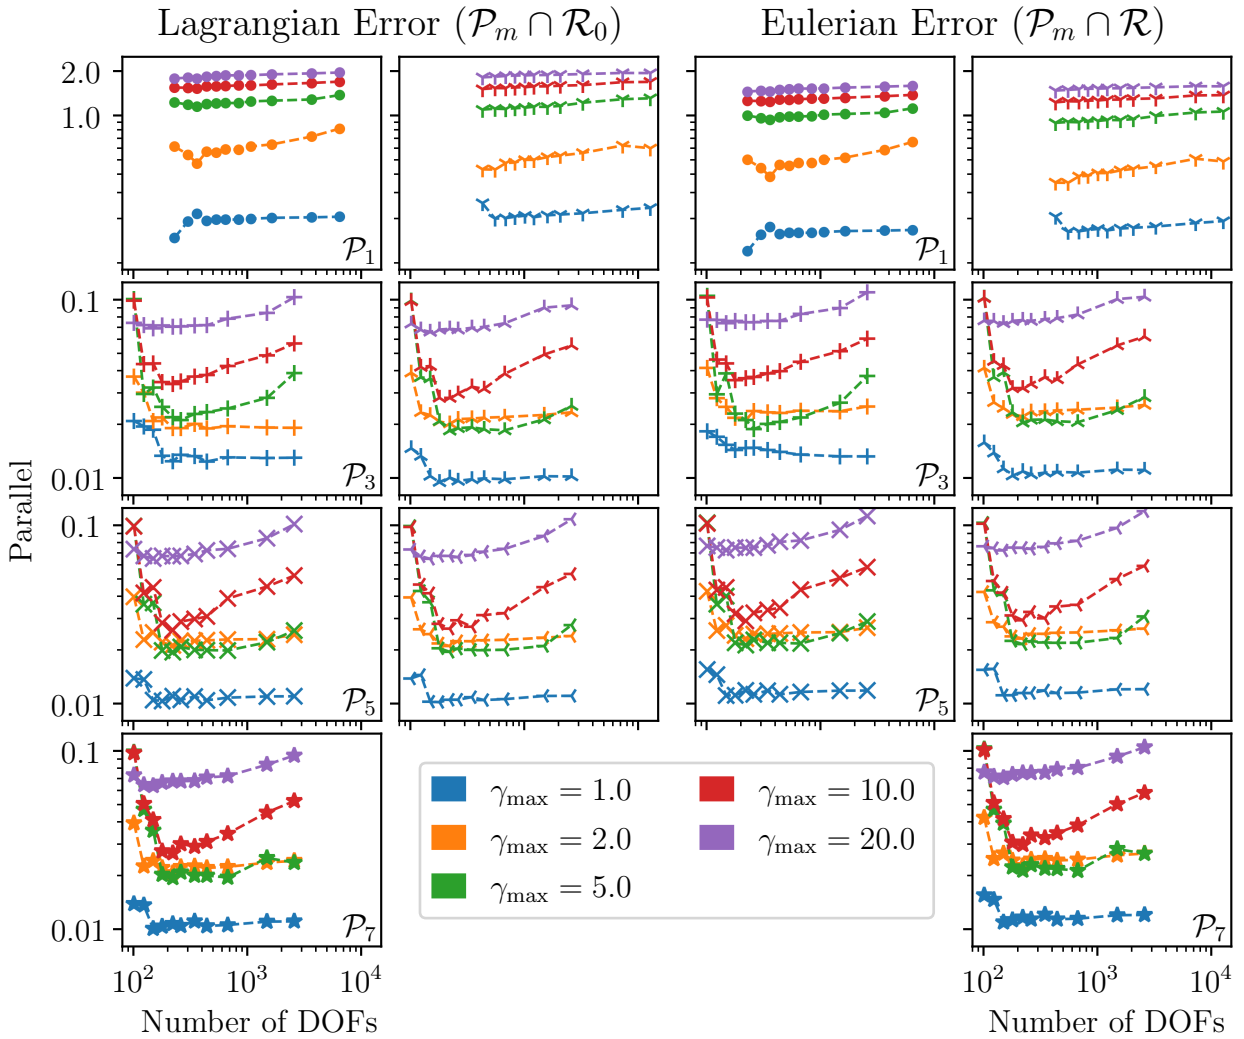 Lagrangian Error (𝒫ₘ ∩ ℛ₀)
Eulerian Error (𝒫ₘ ∩ ℛ)
2.0
1.0
𝒫₁
𝒫₁
0.1
0.01
𝒫₃
𝒫₃
Parallel
0.1
0.01
𝒫₅
𝒫₅
0.1
0.01
𝒫₇
𝒫₇
γmax = 1.0
γmax = 2.0
γmax = 5.0
γmax = 10.0
γmax = 20.0
10² 10³ 10⁴
10² 10³ 10⁴
Number of DOFs
Number of DOFs